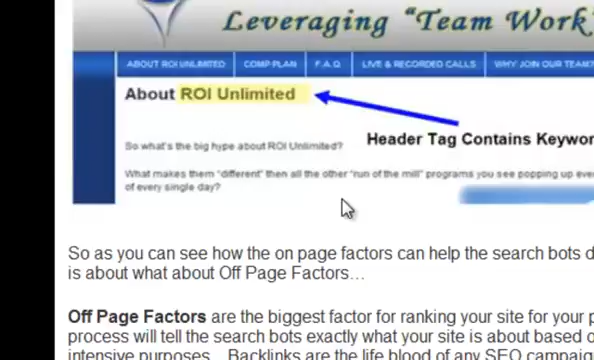 Leveraging "Team Work"
ABOUT ROI UNLIMITED COMP PLAN F.A.Q LIVE & RECORDED CALLS WHY JOIN OUR TEAM?
About ROI Unlimited
Header Tag Contains Keywor
So what's the big hype about ROI Unlimited?
What makes them "different" then all the other "run of the mill" programs you see popping up eve
of every single day?
So as you can see how the on page factors can help the search bots d
is about what about Off Page Factors…
Off Page Factors are the biggest factor for ranking your site for your p
process will tell the search bots exactly what your site is about based o
intensive purposes. Backlinks are the life blood of any SEO campaign